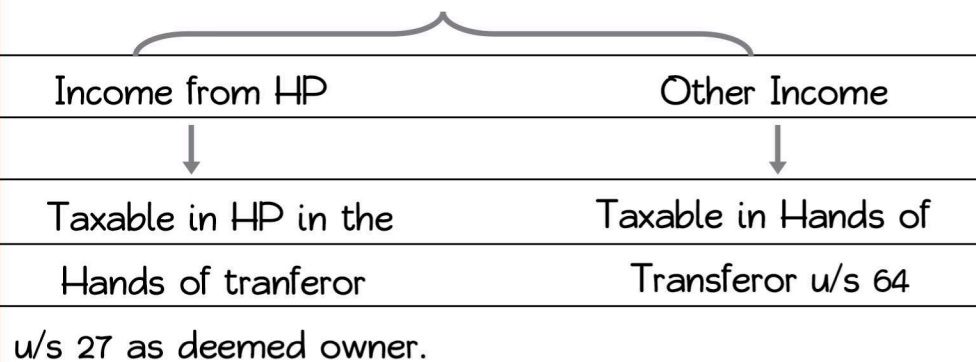 Income from HP
Other Income
Taxable in HP in the
Taxable in Hands of
Hands of tranferor
Transferor u/s 64
u/s 27 as deemed owner.